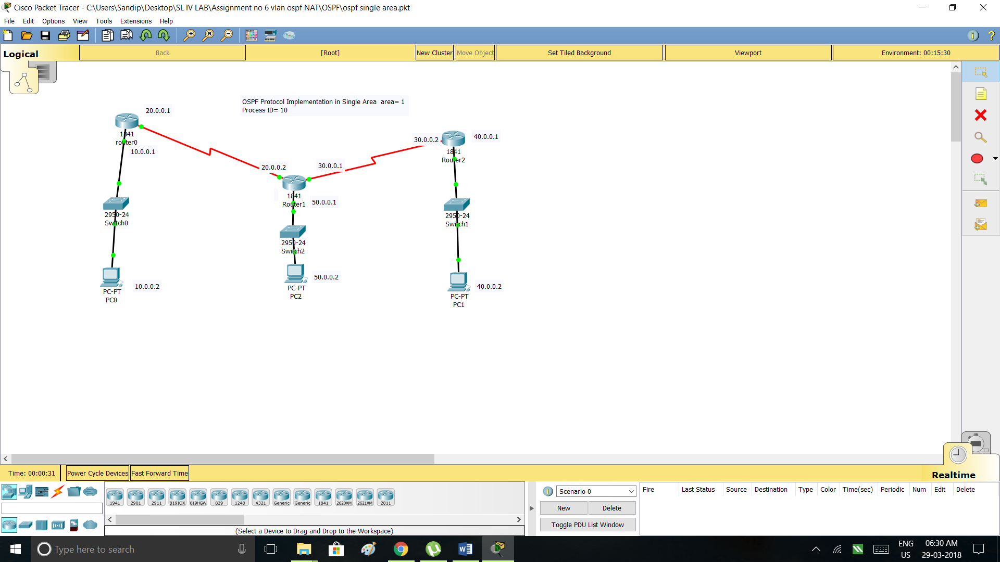 Cisco Packet Tracer - C:\Users\Sandip\Desktop\SL IV LAB\Assignment no 6 vlan ospf NAT\OSPF\ospf single area.pkt
File Edit Options View Tools Extensions Help
Logical Back [Root] New Cluster Move Object Set Tiled Background Viewport Environment: 00:15:30
OSPF Protocol Implementation in Single Area area= 1
Process ID= 10
20.0.0.1
1841
router0
10.0.0.1
30.0.0.2
40.0.0.1
1841
Router2
20.0.0.2
30.0.0.1
1841
Router1
50.0.0.1
2950-24
Switch0
2950-24
Switch1
2950-24
Switch2
10.0.0.2
PC-PT
PC0
50.0.0.2
PC-PT
PC2
40.0.0.2
PC-PT
PC1
Time: 00:00:31 Power Cycle Devices Fast Forward Time
Realtime
1941 2901 2911 819IOX 819HGW 829 1240 4321 Generic Generic 1841 2620XM 2621XM 2811
(Select a Device to Drag and Drop to the Workspace)
Scenario 0
New Delete
Toggle PDU List Window
Fire Last Status Source Destination Type Color Time(sec) Periodic Num Edit Delete
Type here to search
ENG
US
06:30 AM
29-03-2018